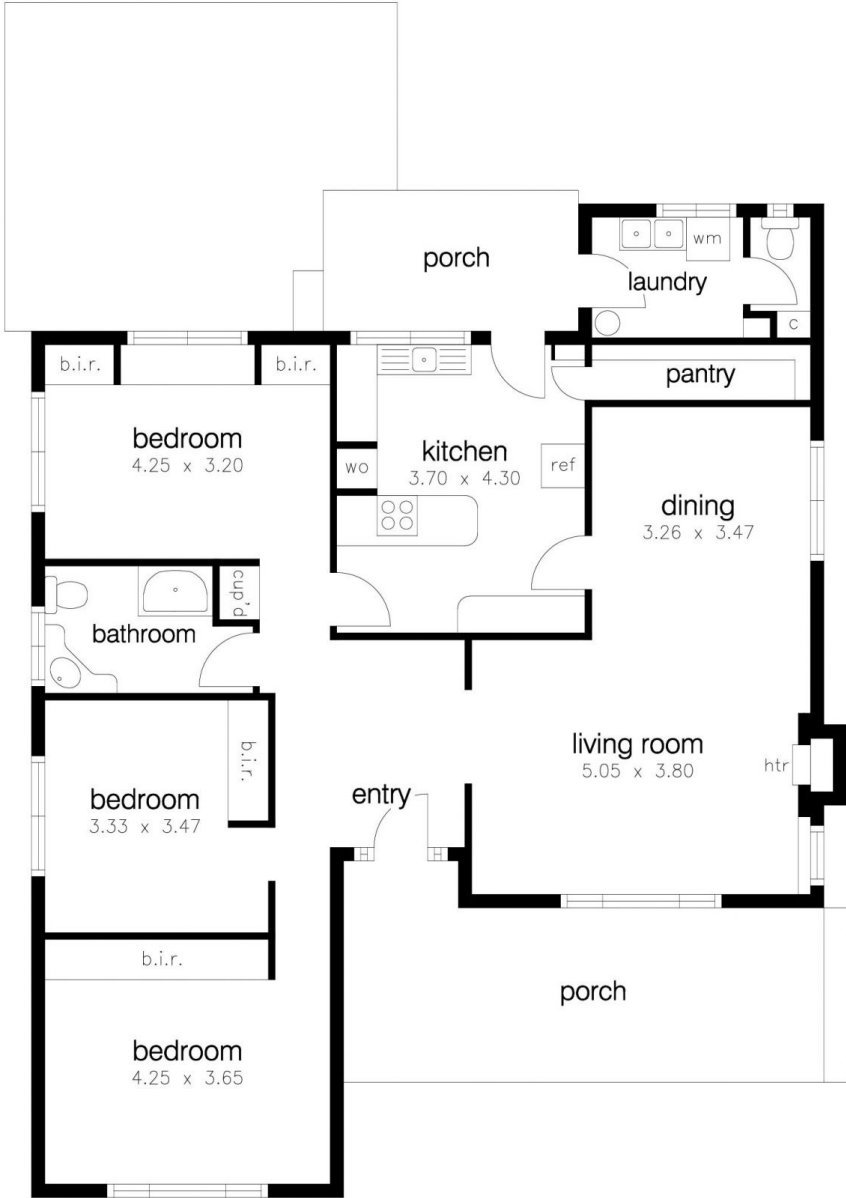 porch
wm
laundry
c
b.i.r.
b.i.r.
pantry
bedroom
4.25 x 3.20
kitchen
3.70 x 4.30
wo
ref
dining
3.26 x 3.47
cup'd
bathroom
b.i.r.
living room
5.05 x 3.80
htr
bedroom
3.33 x 3.47
entry
b.i.r.
porch
bedroom
4.25 x 3.65